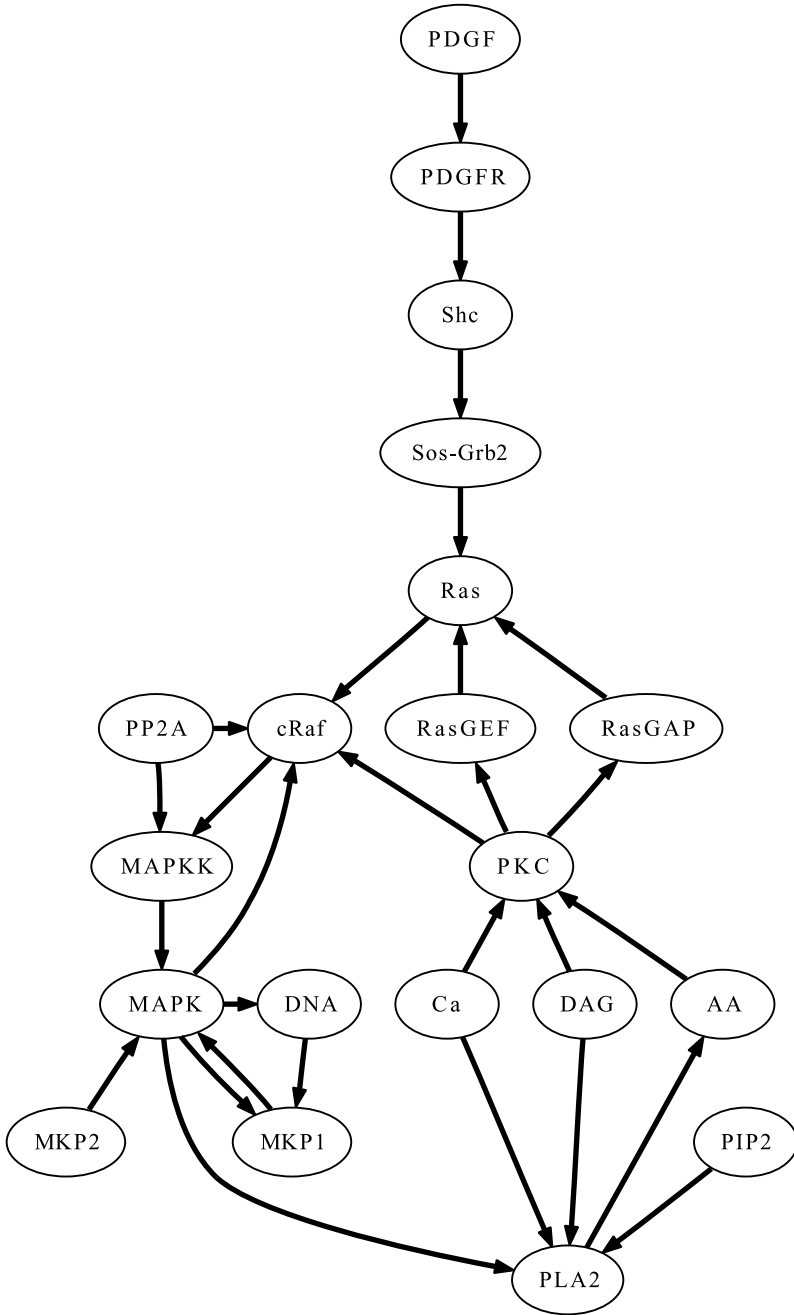 PDGF
PDGFR
Shc
Sos-Grb2
Ras
PP2A
cRaf
RasGEF
RasGAP
MAPKK
PKC
MAPK
DNA
Ca
DAG
AA
MKP2
MKP1
PIP2
PLA2